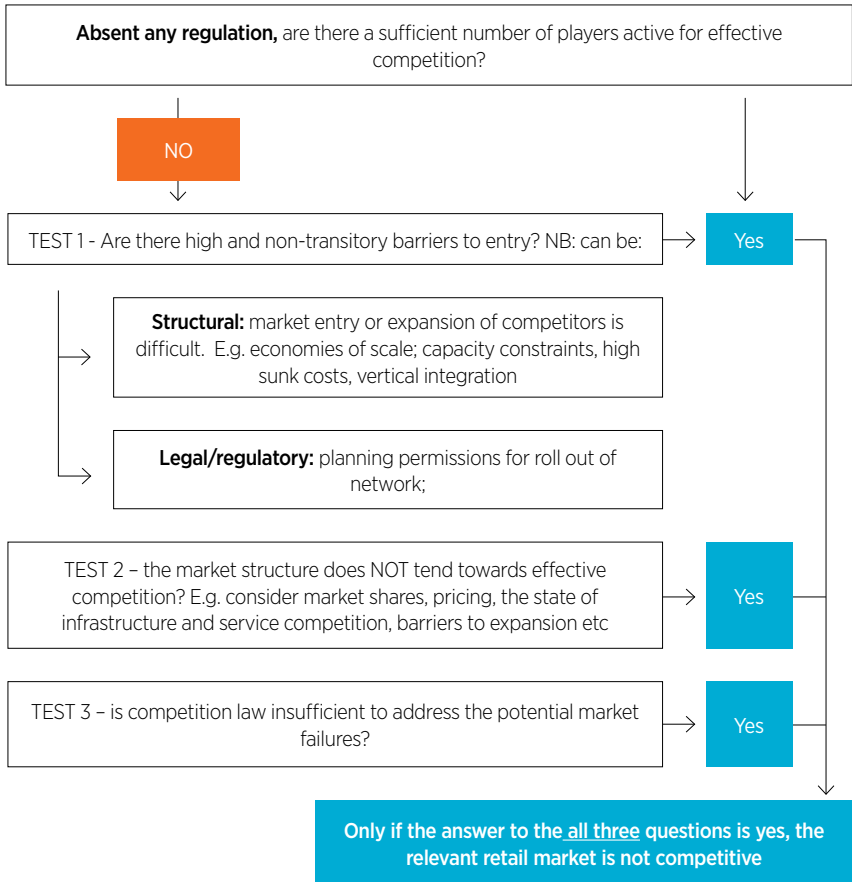 Absent any regulation, are there a sufficient number of players active for effective
competition?
NO
TEST 1 - Are there high and non-transitory barriers to entry? NB: can be:
Yes
Structural: market entry or expansion of competitors is
difficult. E.g. economies of scale; capacity constraints, high
sunk costs, vertical integration
Legal/regulatory: planning permissions for roll out of
network;
TEST 2 – the market structure does NOT tend towards effective
competition? E.g. consider market shares, pricing, the state of
infrastructure and service competition, barriers to expansion etc
Yes
TEST 3 – is competition law insufficient to address the potential market
failures?
Yes
Only if the answer to the all three questions is yes, the
relevant retail market is not competitive